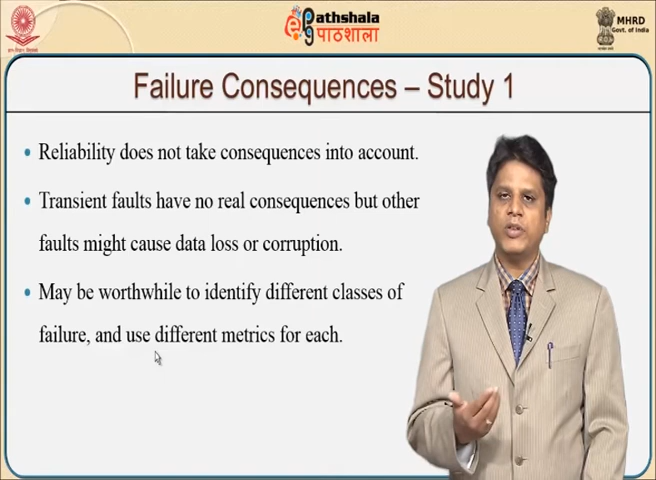 Pathshala
पाठशाला
MHRD
Govt. of India
Failure Consequences – Study 1
• Reliability does not take consequences into account.
• Transient faults have no real consequences but other
faults might cause data loss or corruption.
• May be worthwhile to identify different classes of
failure, and use different metrics for each.